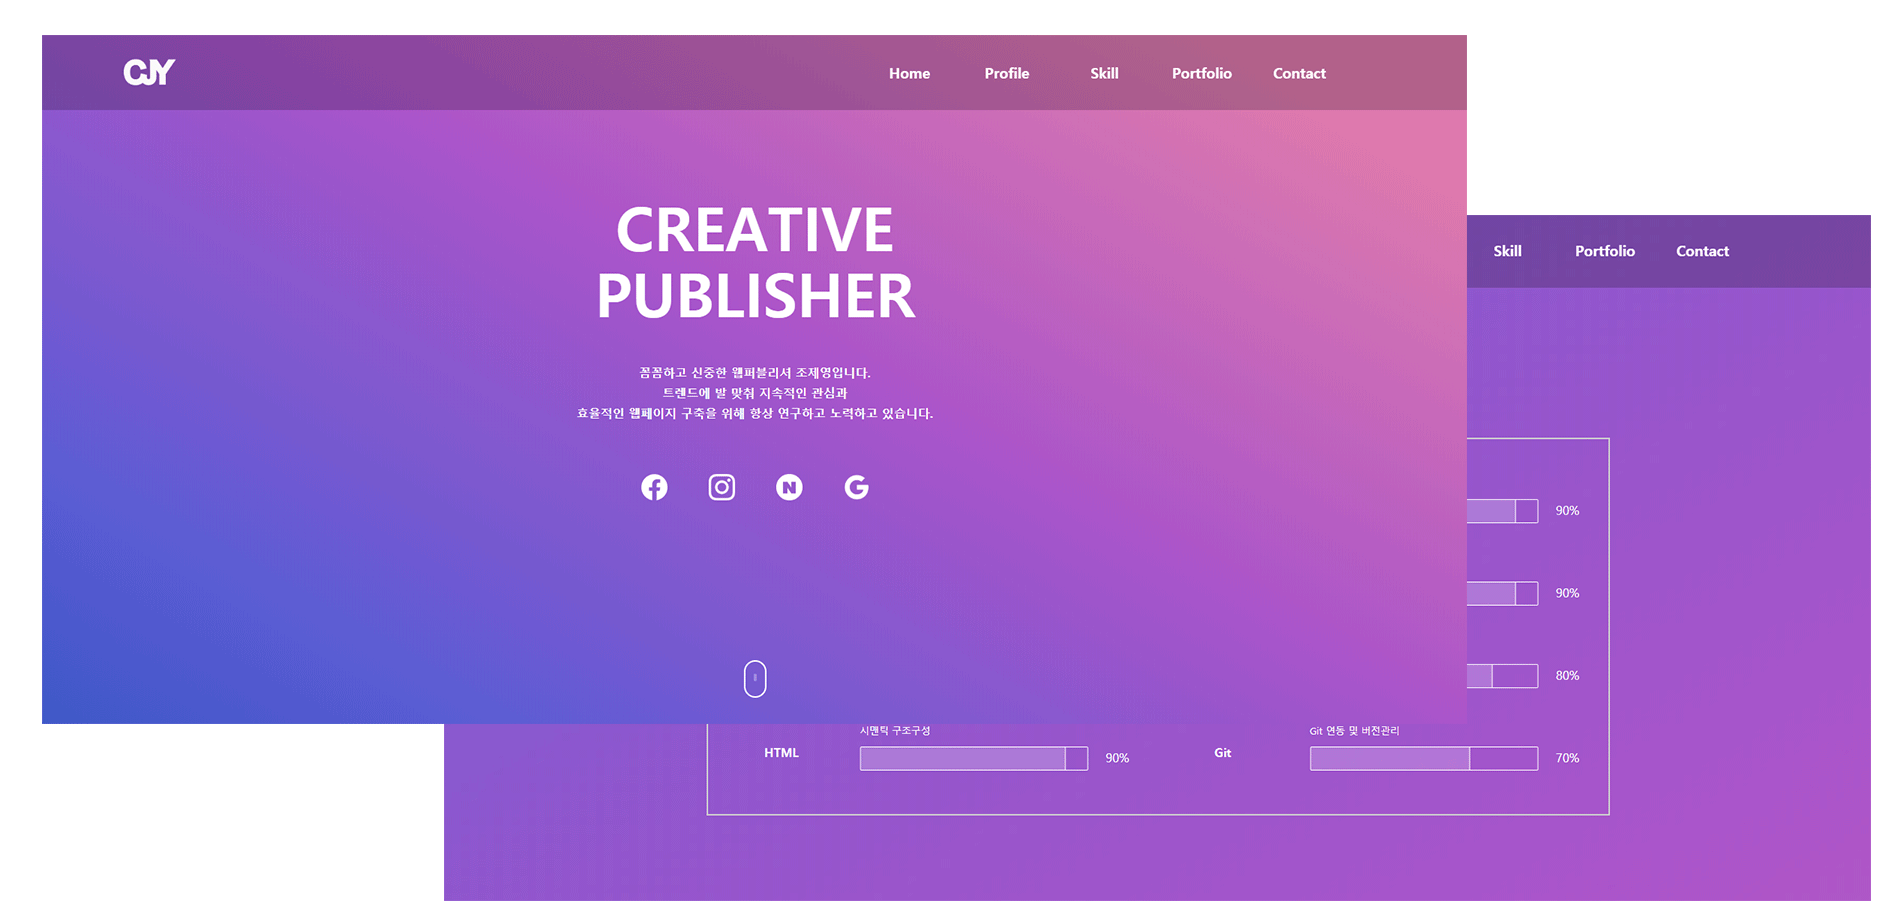 CJY
Home Profile Skill Portfolio Contact
CREATIVE
PUBLISHER
꼼꼼하고 신중한 웹퍼블리셔 조재영입니다.
트렌드에 발 맞춰 지속적인 관심과
효율적인 웹페이지 구축을 위해 항상 연구하고 노력하고 있습니다.
Skill Portfolio Contact
90%
90%
80%
시맨틱 구조구성
HTML
90%
Git 연동 및 버전관리
Git
70%